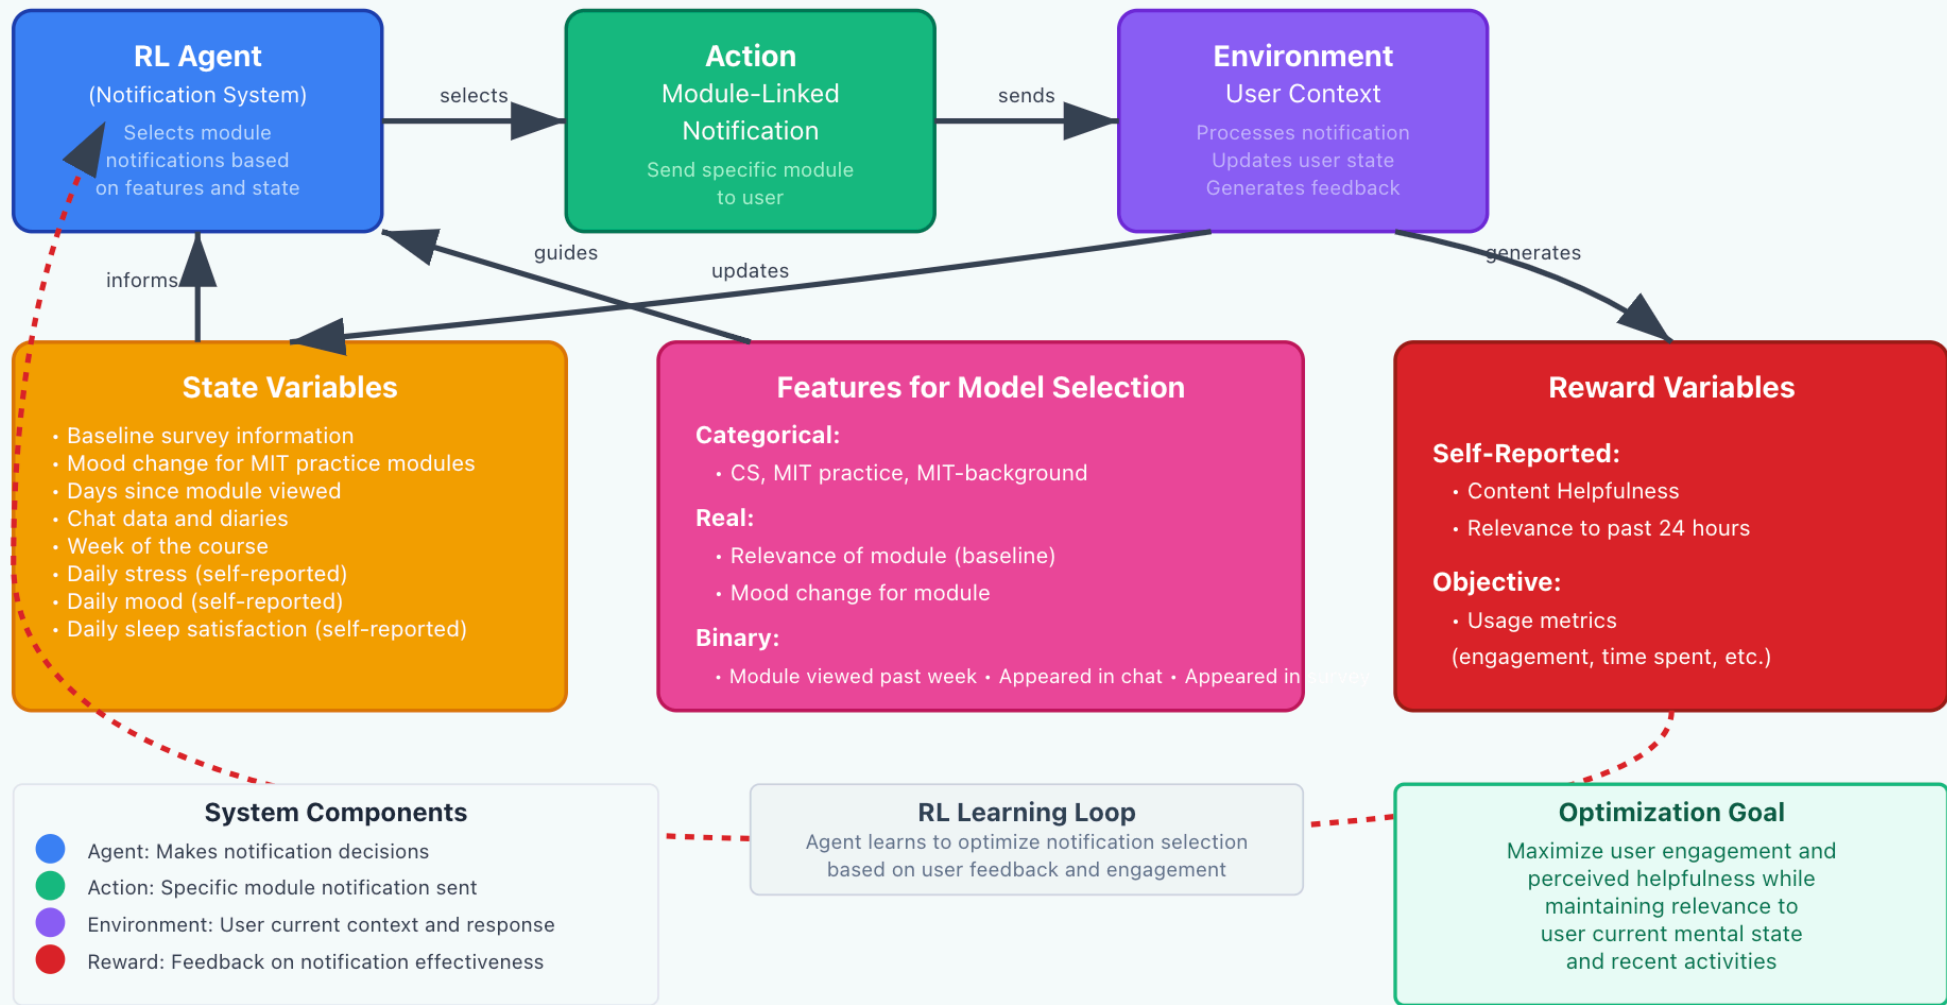 RL Agent
(Notification System)
Selects module
notifications based
on features and state
selects
Action
Module-Linked
Notification
Send specific module
to user
sends
Environment
User Context
Processes notification
Updates user state
Generates feedback
informs
guides
updates
generates
State Variables
• Baseline survey information
• Mood change for MIT practice modules
• Days since module viewed
• Chat data and diaries
• Week of the course
• Daily stress (self-reported)
• Daily mood (self-reported)
• Daily sleep satisfaction (self-reported)
Features for Model Selection
Categorical:
• CS, MIT practice, MIT-background
Real:
• Relevance of module (baseline)
• Mood change for module
Binary:
• Module viewed past week • Appeared in chat • Appeared in survey
Reward Variables
Self-Reported:
• Content Helpfulness
• Relevance to past 24 hours
Objective:
• Usage metrics
(engagement, time spent, etc.)
System Components
Agent: Makes notification decisions
Action: Specific module notification sent
Environment: User current context and response
Reward: Feedback on notification effectiveness
RL Learning Loop
Agent learns to optimize notification selection
based on user feedback and engagement
Optimization Goal
Maximize user engagement and
perceived helpfulness while
maintaining relevance to
user current mental state
and recent activities